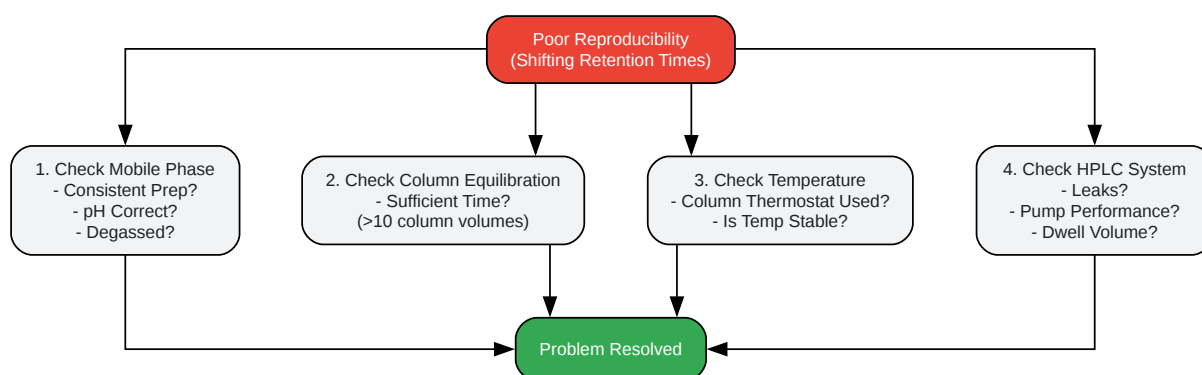 Poor Reproducibility
(Shifting Retention Times)
1. Check Mobile Phase
- Consistent Prep?
- pH Correct?
- Degassed?
2. Check Column Equilibration
- Sufficient Time?
(>10 column volumes)
3. Check Temperature
- Column Thermostat Used?
- Is Temp Stable?
4. Check HPLC System
- Leaks?
- Pump Performance?
- Dwell Volume?
Problem Resolved